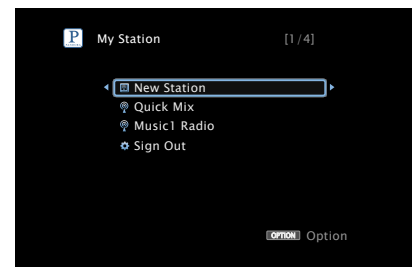 P
My Station
[1/4]
New Station
Quick Mix
Music1 Radio
Sign Out
OPTION Option